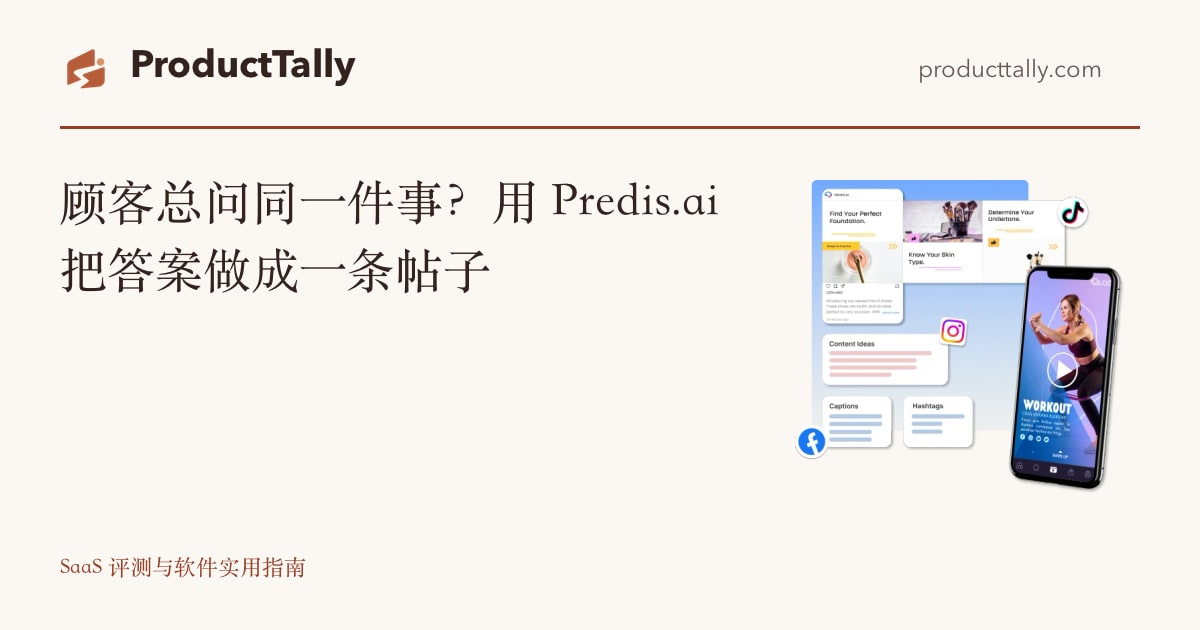 ProductTally
producttally.com
顾客总问同一件事？用 Predis.ai
把答案做成一条帖子
Find Your Perfect
Foundation.
Determine Your
Undertone.
Know Your Skin
Type.
Content Ideas
Captions
Hashtags
WORKOUT
SaaS 评测与软件实用指南